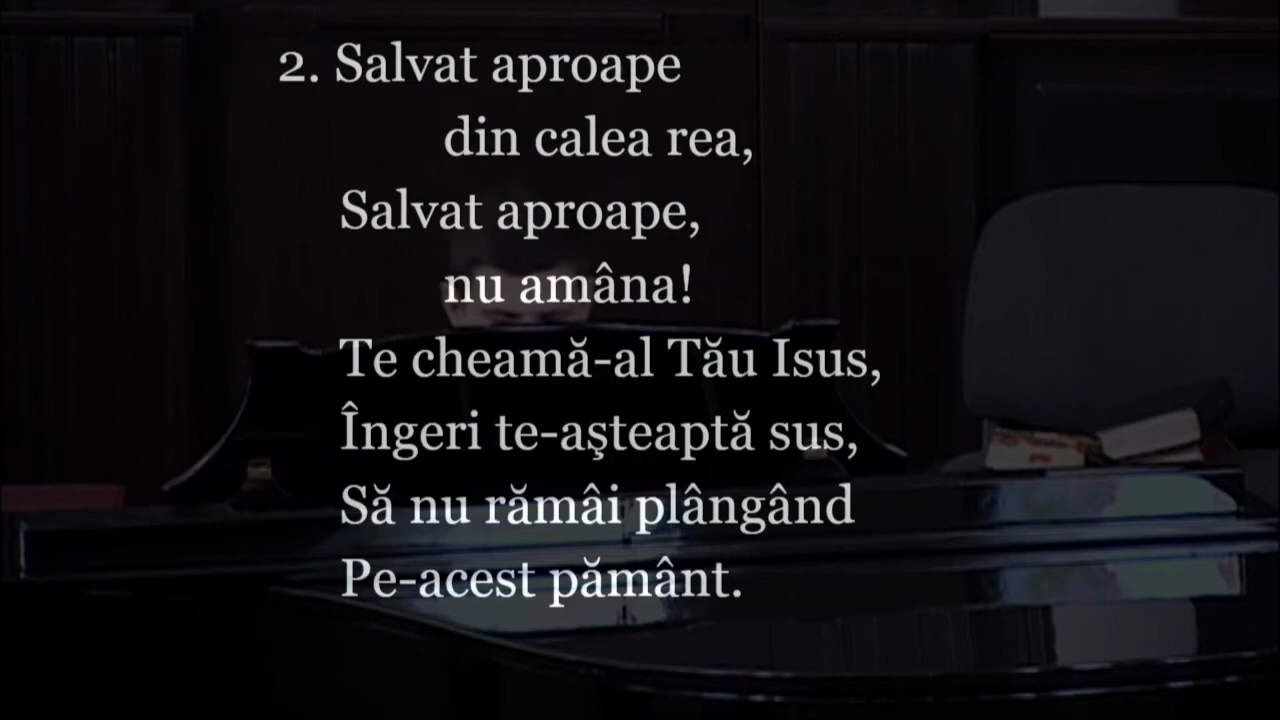 2. Salvat aproape
din calea rea,
Salvat aproape,
nu amâna!
Te cheamă-al Tău Isus,
Îngeri te-aşteaptă sus,
Să nu rămâi plângând
Pe-acest pământ.